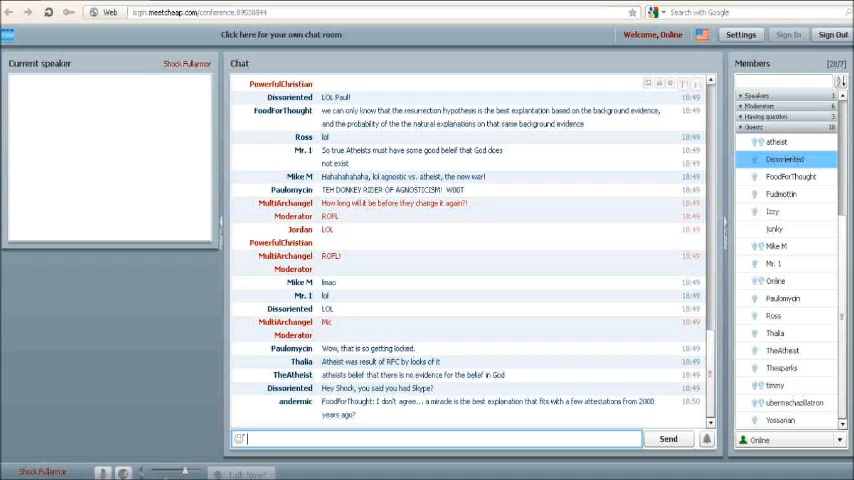 Web login.meetcheap.com/conference,89538844 Search with Google
Click here for your own chat room Welcome, Online Settings Sign In Sign Out
Current speaker Shock Fullarmor
Chat
Members [28/7]
PowerfulChristian
Dissoriented LOL Paul! 18:49
FoodForThought we can only know that the resurrection hypothesis is the best explantation based on the background evidence, 18:49
and the probability of the the natural explanations on that same background evidence
Ross lol 18:49
Mr. 1 So true Atheists must have some good beleif that God does 18:49
not exist 18:49
Mike M Hahahahahaha, lol agnostic vs. atheist, the new war! 18:49
Paulomycin TEH DONKEY RIDER OF AGNOSTICISM! W00T 18:49
MultiArchangel How long will it be before they change it again?! 18:49
Moderator ROFL 18:49
Jordan LOL 18:49
PowerfulChristian
MultiArchangel ROFL! 18:49
Moderator
Mike M lmao 18:49
Mr. 1 lol 18:49
Dissoriented LOL 18:49
MultiArchangel Mic 18:49
Moderator
Paulomycin Wow, that is so getting locked. 18:49
Thalia Atheist was result of RFC by looks of it 18:49
TheAtheist atheists belief that there is no evidence for the belief in God 18:49
Dissoriented Hey Shock, you said you had Skype? 18:49
andermic FoodForThought: I don't agree... a miracle is the best explanation that fits with a few attestations from 2000 18:50
years ago?
Send
Speakers 1
Moderators 6
Having question 3
Guests 18
atheist
Dissoriented
FoodForThought
Fudmottin
Izzy
junky
Mike M
Mr. 1
Online
Paulomycin
Ross
Thalia
TheAtheist
Thesparks
timmy
ubermechazillatron
Yossarian
Online
Shock Fullarmor Talk Now!